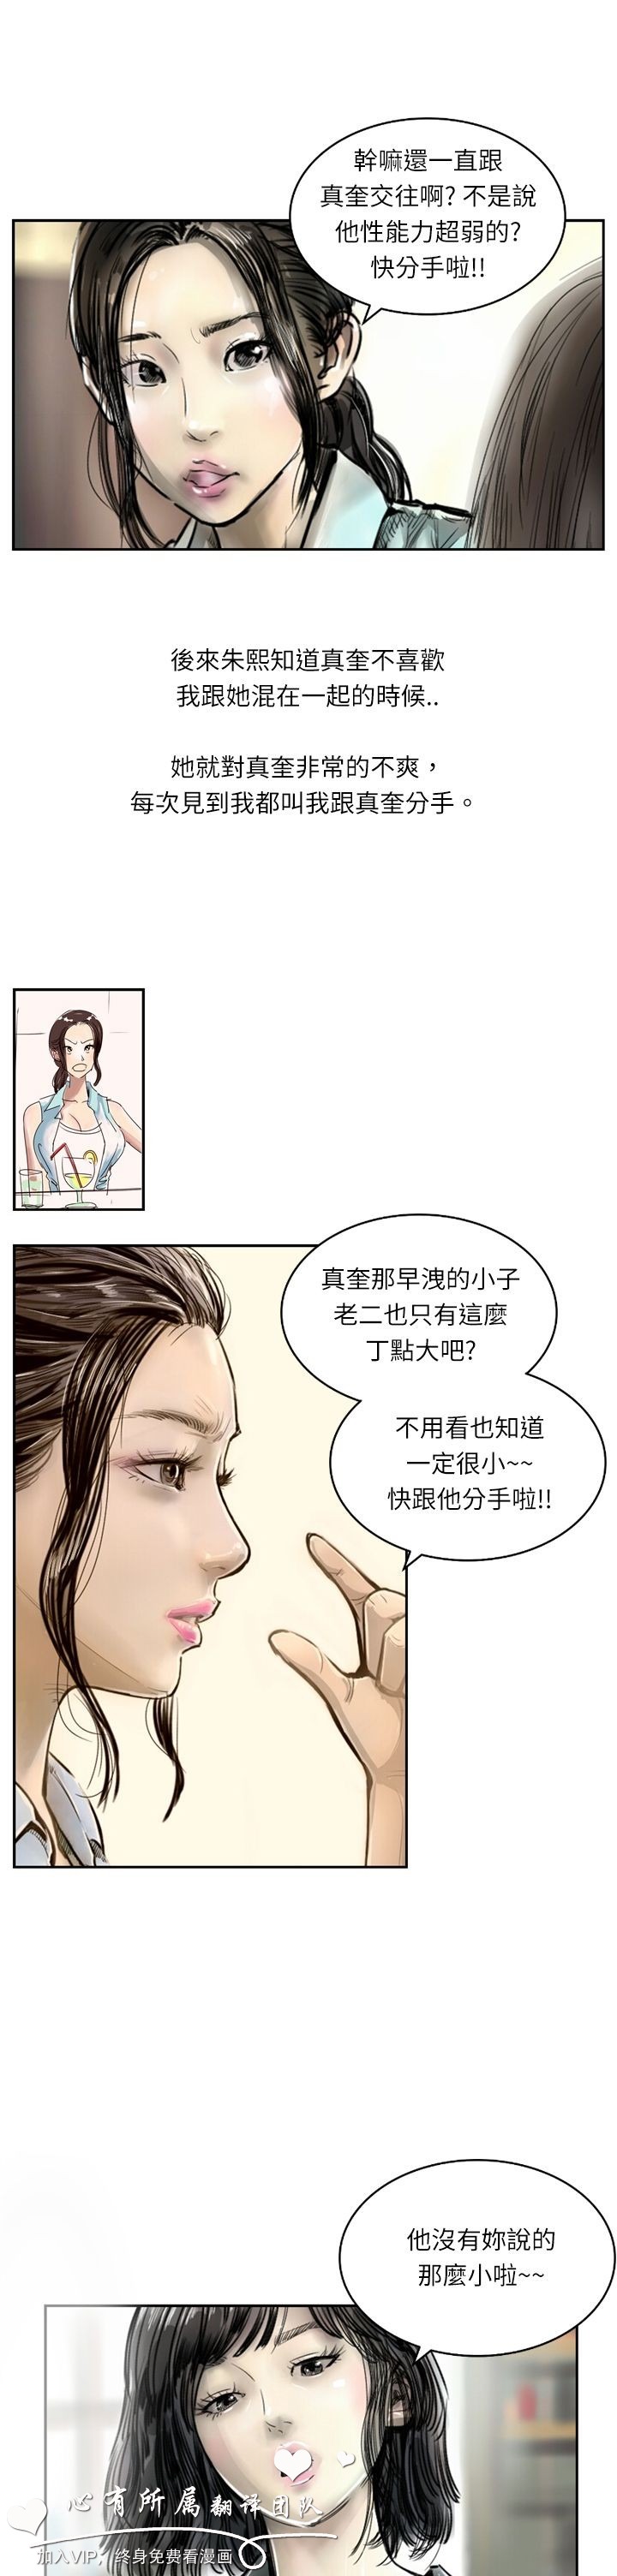 幹嘛還一直跟
真奎交往啊? 不是說
他性能力超弱的?
快分手啦!!
後來朱熙知道真奎不喜歡
我跟她混在一起的時候..
她就對真奎非常的不爽，
每次見到我都叫我跟真奎分手。
真奎那早洩的小子
老二也只有這麼
丁點大吧?
不用看也知道
一定很小~~
快跟他分手啦!!
他沒有妳說的
那麼小啦~~
心有所属翻译团队
加入VIP，终身免费看漫画